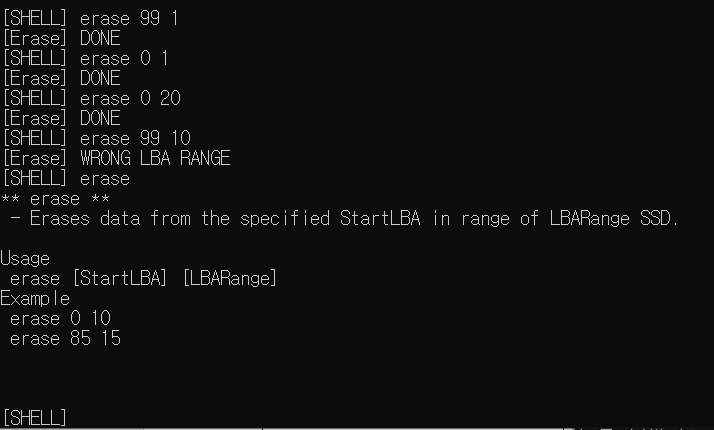 [SHELL] erase 99 1
[Erase] DONE
[SHELL] erase 0 1
[Erase] DONE
[SHELL] erase 0 20
[Erase] DONE
[SHELL] erase 99 10
[Erase] WRONG LBA RANGE
[SHELL] erase
** erase **
 - Erases data from the specified StartLBA in range of LBARange SSD.
Usage
 erase [StartLBA] [LBARange]
Example
 erase 0 10
 erase 85 15
[SHELL]